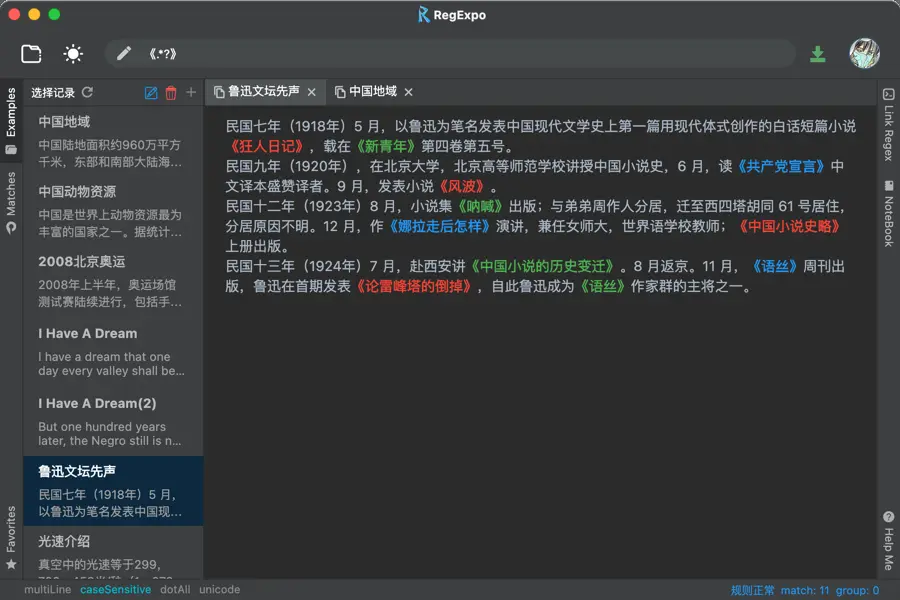 RegExpo
《.*?》
选择记录
鲁迅文坛先声
中国地域
Examples
Matches
Favorites
中国地域
中国陆地面积约960万平方
千米，东部和南部大陆海...
中国动物资源
中国是世界上动物资源最为
丰富的国家之一。据统计...
2008北京奥运
2008年上半年，奥运场馆
测试赛陆续进行，包括手...
I Have A Dream
I have a dream that one
day every valley shall be...
I Have A Dream(2)
But one hundred years
later, the Negro still is n...
鲁迅文坛先声
民国七年（1918年）5 月，
以鲁迅为笔名发表中国现...
光速介绍
真空中的光速等于299,
民国七年（1918年）5 月，以鲁迅为笔名发表中国现代文学史上第一篇用现代体式创作的白话短篇小说
《狂人日记》，载在《新青年》第四卷第五号。
民国九年（1920年），在北京大学，北京高等师范学校讲授中国小说史，6 月，读《共产党宣言》中
文译本盛赞译者。9 月，发表小说《风波》。
民国十二年（1923年）8 月，小说集《呐喊》出版；与弟弟周作人分居，迁至西四塔胡同 61 号居住，
分居原因不明。12 月，作《娜拉走后怎样》演讲，兼任女师大，世界语学校教师；《中国小说史略》
上册出版。
民国十三年（1924年）7 月，赴西安讲《中国小说的历史变迁》。8 月返京。11 月，《语丝》周刊出
版，鲁迅在首期发表《论雷峰塔的倒掉》，自此鲁迅成为《语丝》作家群的主将之一。
Link Regex
NoteBook
Help Me
multiLine caseSensitive dotAll unicode
规则正常 match: 11 group: 0